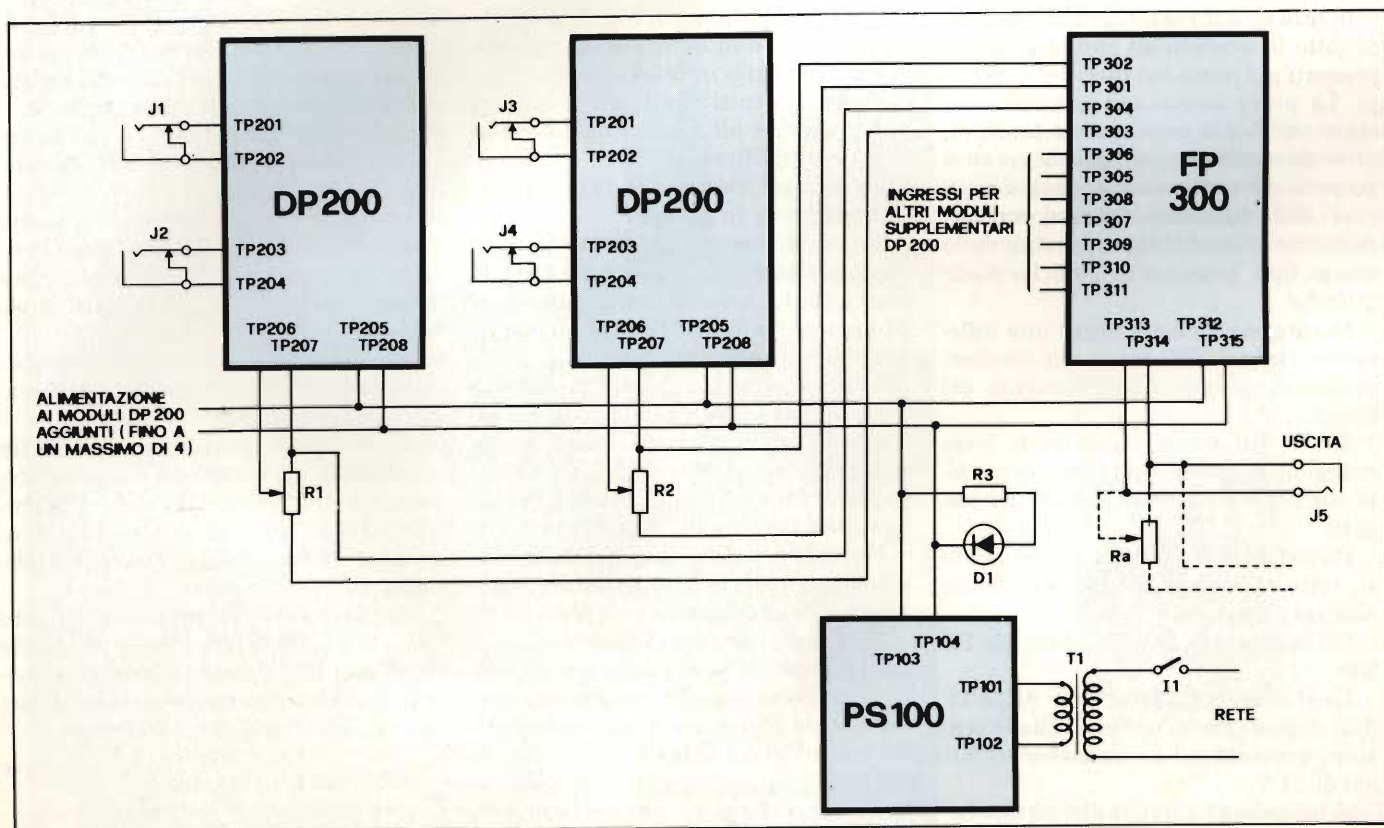 J1
TP201
TP202
DP200
J2
TP203
TP204
TP206
TP205
TP207
TP208
J3
TP201
TP202
DP200
J4
TP203
TP204
TP206
TP205
TP207
TP208
TP302
TP301
TP304
TP303
TP306
TP305
TP308
TP307
TP309
TP310
TP311
FP
300
TP313
TP312
TP314
TP315
INGRESSI PER
ALTRI MODULI
SUPPLEMENTARI
DP 200
ALIMENTAZIONE
AI MODULI DP 200
AGGIUNTI ( FINO A
UN MASSIMO DI 4 )
R1
R2
R3
D1
USCITA
J5
Ra
TP104
TP103
TP101
PS100
TP102
T1
I1
RETE